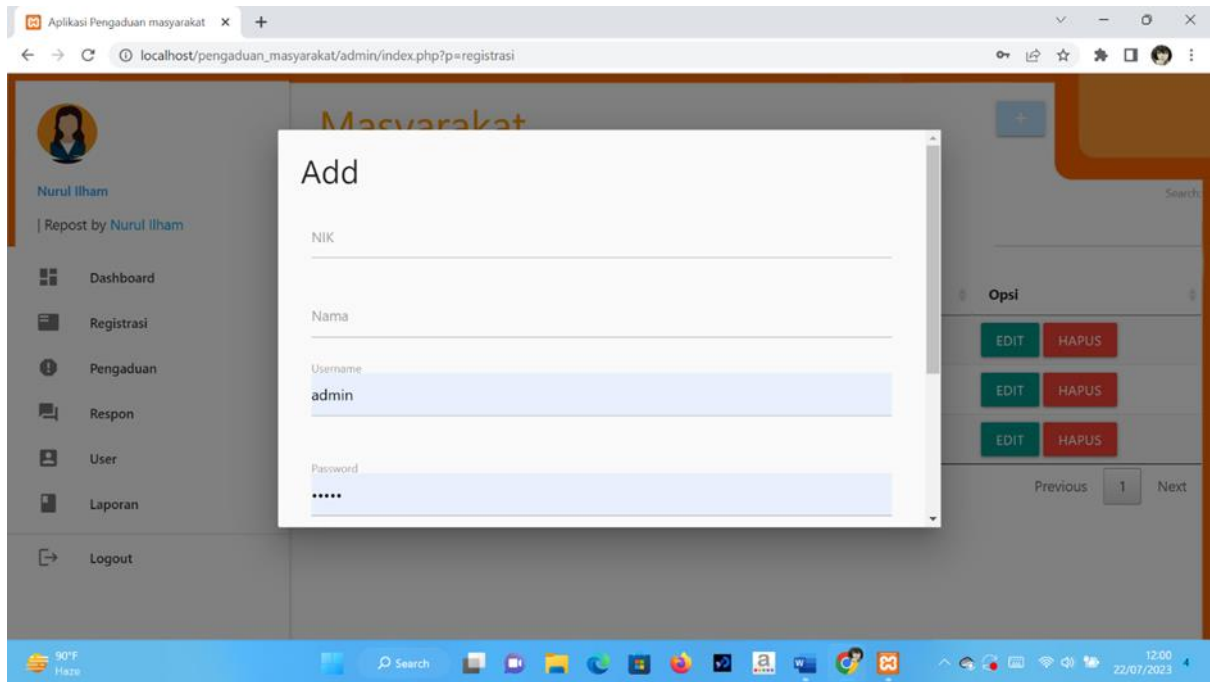 Aplikasi Pengaduan masyarakat
localhost/pengaduan_masyarakat/admin/index.php?p=registrasi
Masyarakat
+
Nurul Ilham
| Repost by Nurul Ilham
Search:
Dashboard
Registrasi
Pengaduan
Respon
User
Laporan
Logout
Add
NIK
Nama
Username
admin
Password
•••••
Opsi
EDIT HAPUS
EDIT HAPUS
EDIT HAPUS
Previous 1 Next
90°F
Haze
Search
a
12:00
22/07/2023
4